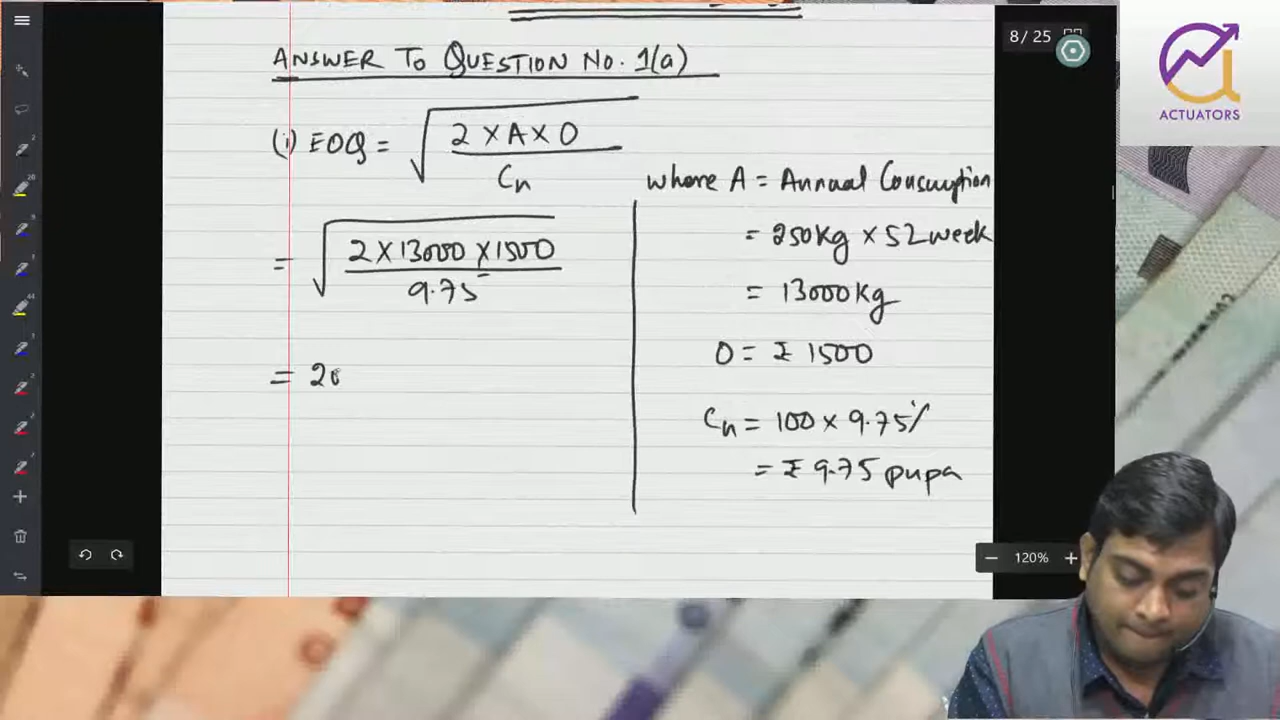 8 / 25
ACTUATORS
ANSWER TO QUESTION NO. 1(a)
(i) EOQ = √ 2 × A × O
Cn
where A = Annual Consumption
= √ 2 × 13000 × 1500
9.75
= 250Kg × 52 week
= 13000Kg
O = ₹ 1500
= 20
Cn = 100 × 9.75%
= ₹ 9.75 pupa
120%